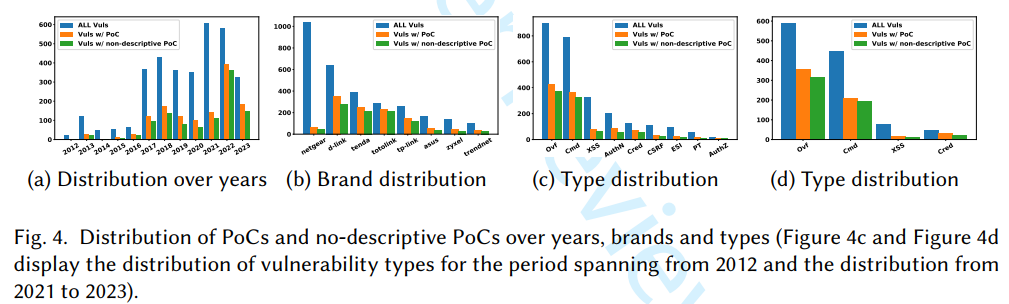 600
500
400
300
200
100
0
ALL Vuls
Vuls w/ PoC
Vuls w/ non-descriptive PoC
2012
2013
2014
2015
2016
2017
2018
2019
2020
2021
2022
2023
(a) Distribution over years
1000
800
600
400
200
0
ALL Vuls
Vuls w/ PoC
Vuls w/ non-descriptive PoC
netgear
d-link
tenda
totolink
tp-link
asus
zyxel
trendnet
(b) Brand distribution
800
600
400
200
0
ALL Vuls
Vuls w/ PoC
Vuls w/ non-descriptive PoC
Ovf
Cmd
XSS
AuthN
Cred
CSRF
ESI
PT
AuthZ
(c) Type distribution
600
500
400
300
200
100
0
ALL Vuls
Vuls w/ PoC
Vuls w/ non-descriptive PoC
Ovf
Cmd
XSS
Cred
(d) Type distribution
Fig. 4. Distribution of PoCs and no-descriptive PoCs over years, brands and types (Figure 4c and Figure 4d
display the distribution of vulnerability types for the period spanning from 2012 and the distribution from
2021 to 2023).